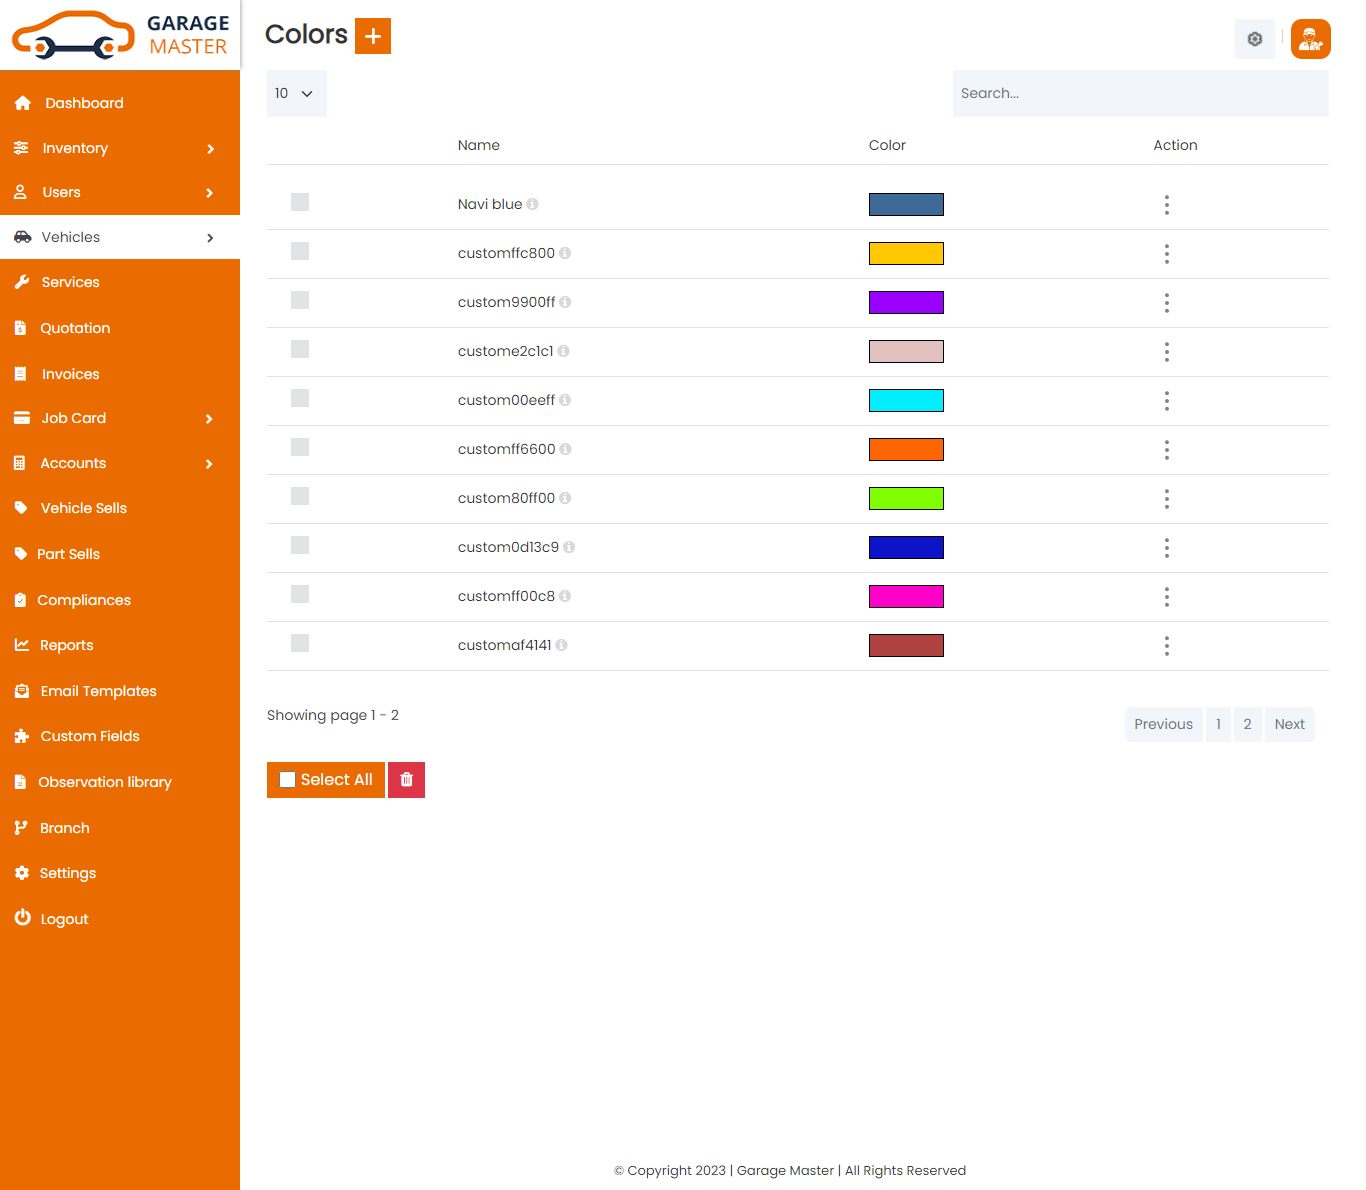 GARAGE
MASTER
Colors
10
Search...
Dashboard
Inventory
Users
Vehicles
Services
Quotation
Invoices
Job Card
Accounts
Vehicle Sells
Part Sells
Compliances
Reports
Email Templates
Custom Fields
Observation library
Branch
Settings
Logout
Name Color Action
Navi blue
customffc800
custom9900ff
custome2c1c1
custom00eeff
customff6600
custom80ff00
custom0d13c9
customff00c8
customaf4141
Showing page 1 - 2
Previous 1 2 Next
Select All
© Copyright 2023 | Garage Master | All Rights Reserved